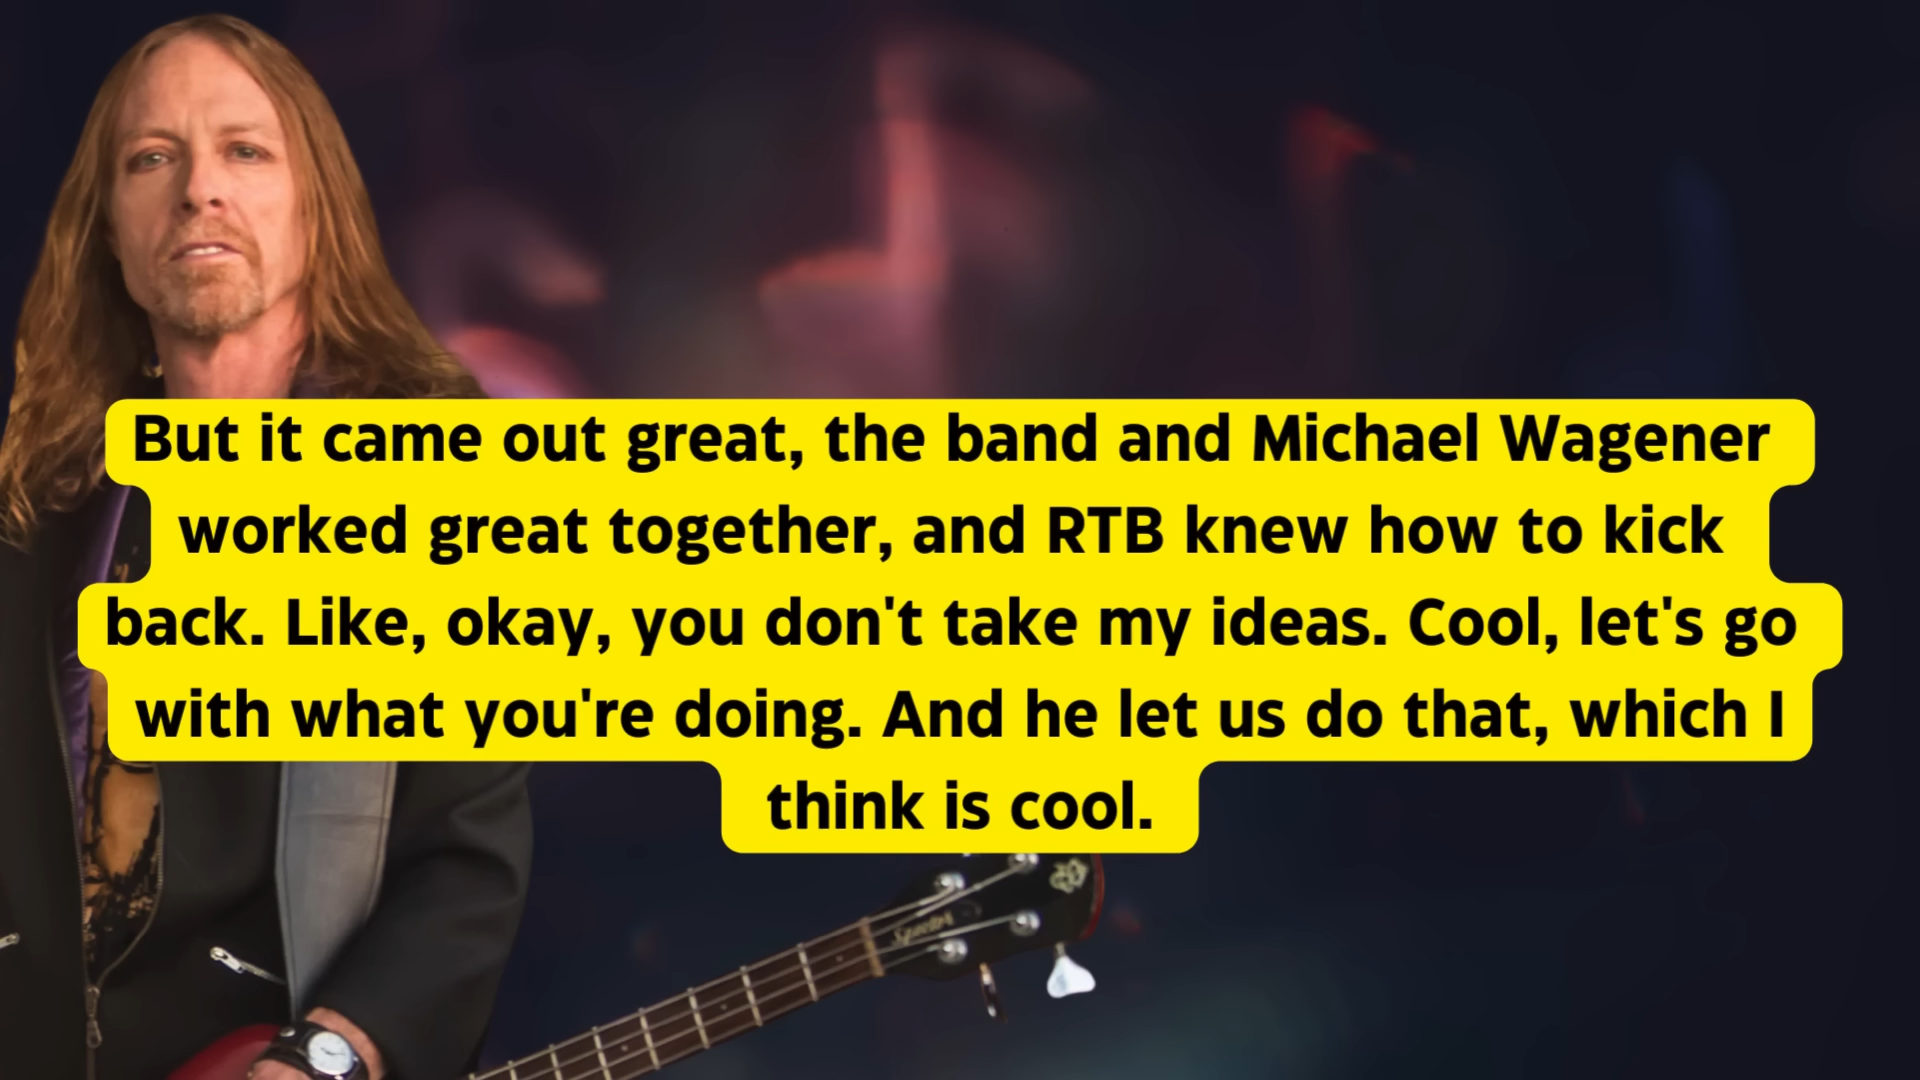 But it came out great, the band and Michael Wagener
worked great together, and RTB knew how to kick
back. Like, okay, you don't take my ideas. Cool, let's go
with what you're doing. And he let us do that, which I
think is cool.
Spector